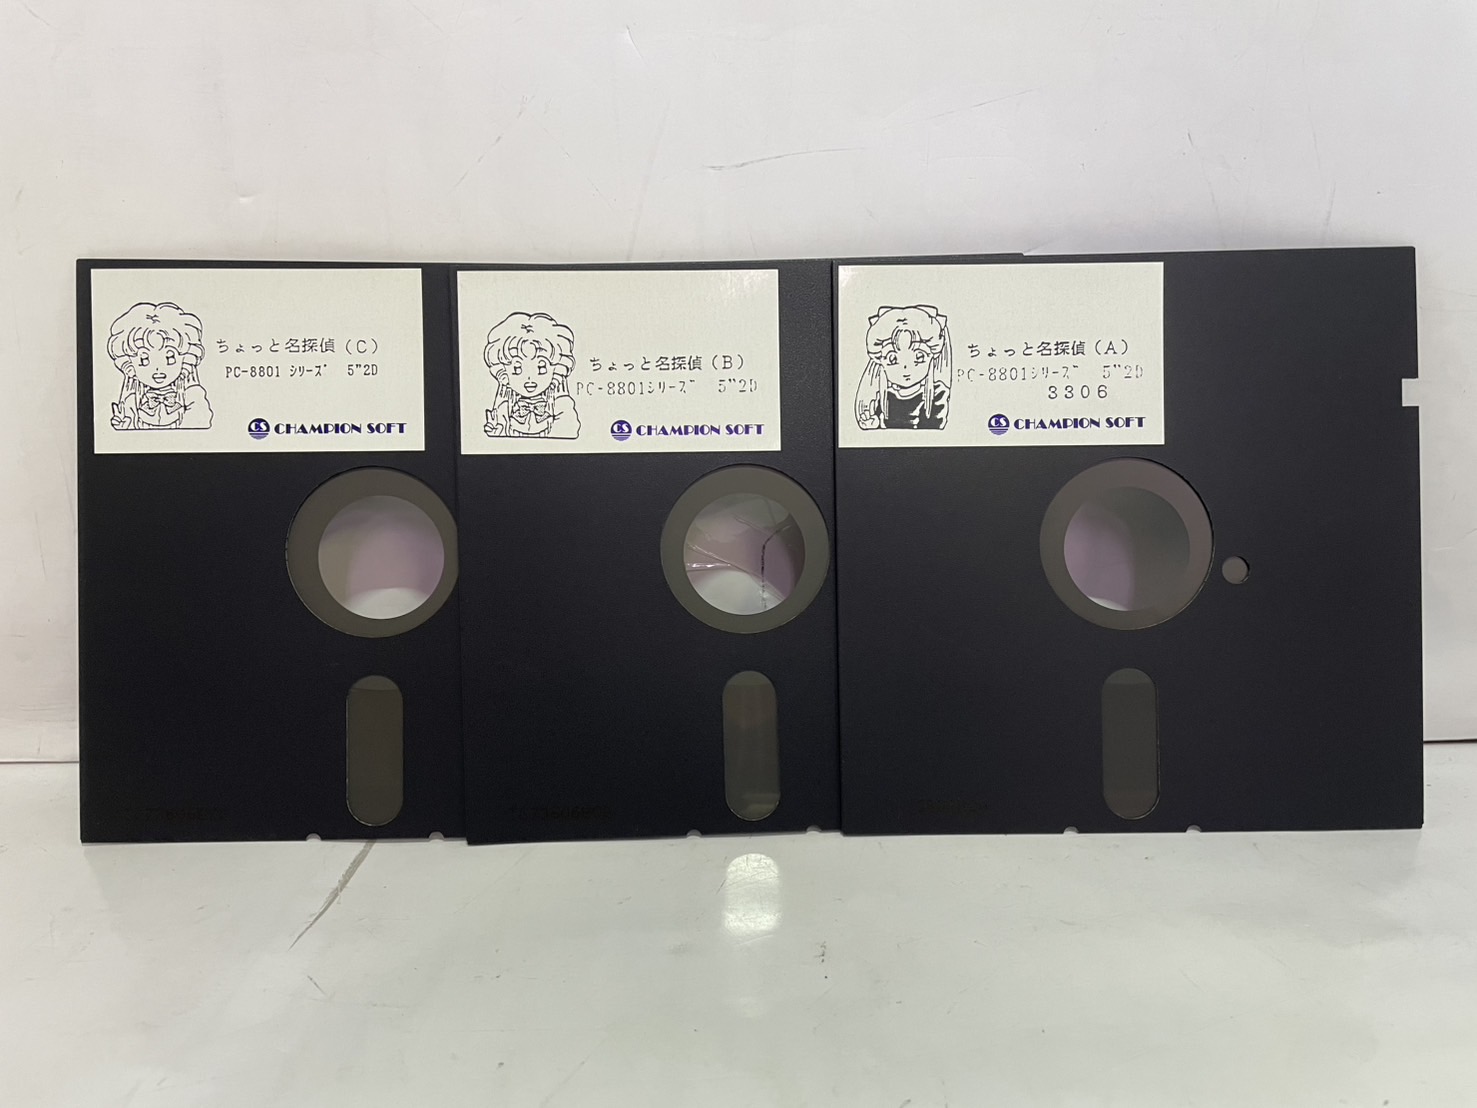 ちょっと名探偵(C)
PC-8801 ｼﾘｰｽﾞ 5"2D
CS CHAMPION SOFT
ちょっと名探偵(B)
PC-8801ｼﾘｰｽﾞ 5"2D
CS CHAMPION SOFT
ちょっと名探偵(A)
PC-8801ｼﾘｰｽﾞ 5"2D
3306
CS CHAMPION SOFT